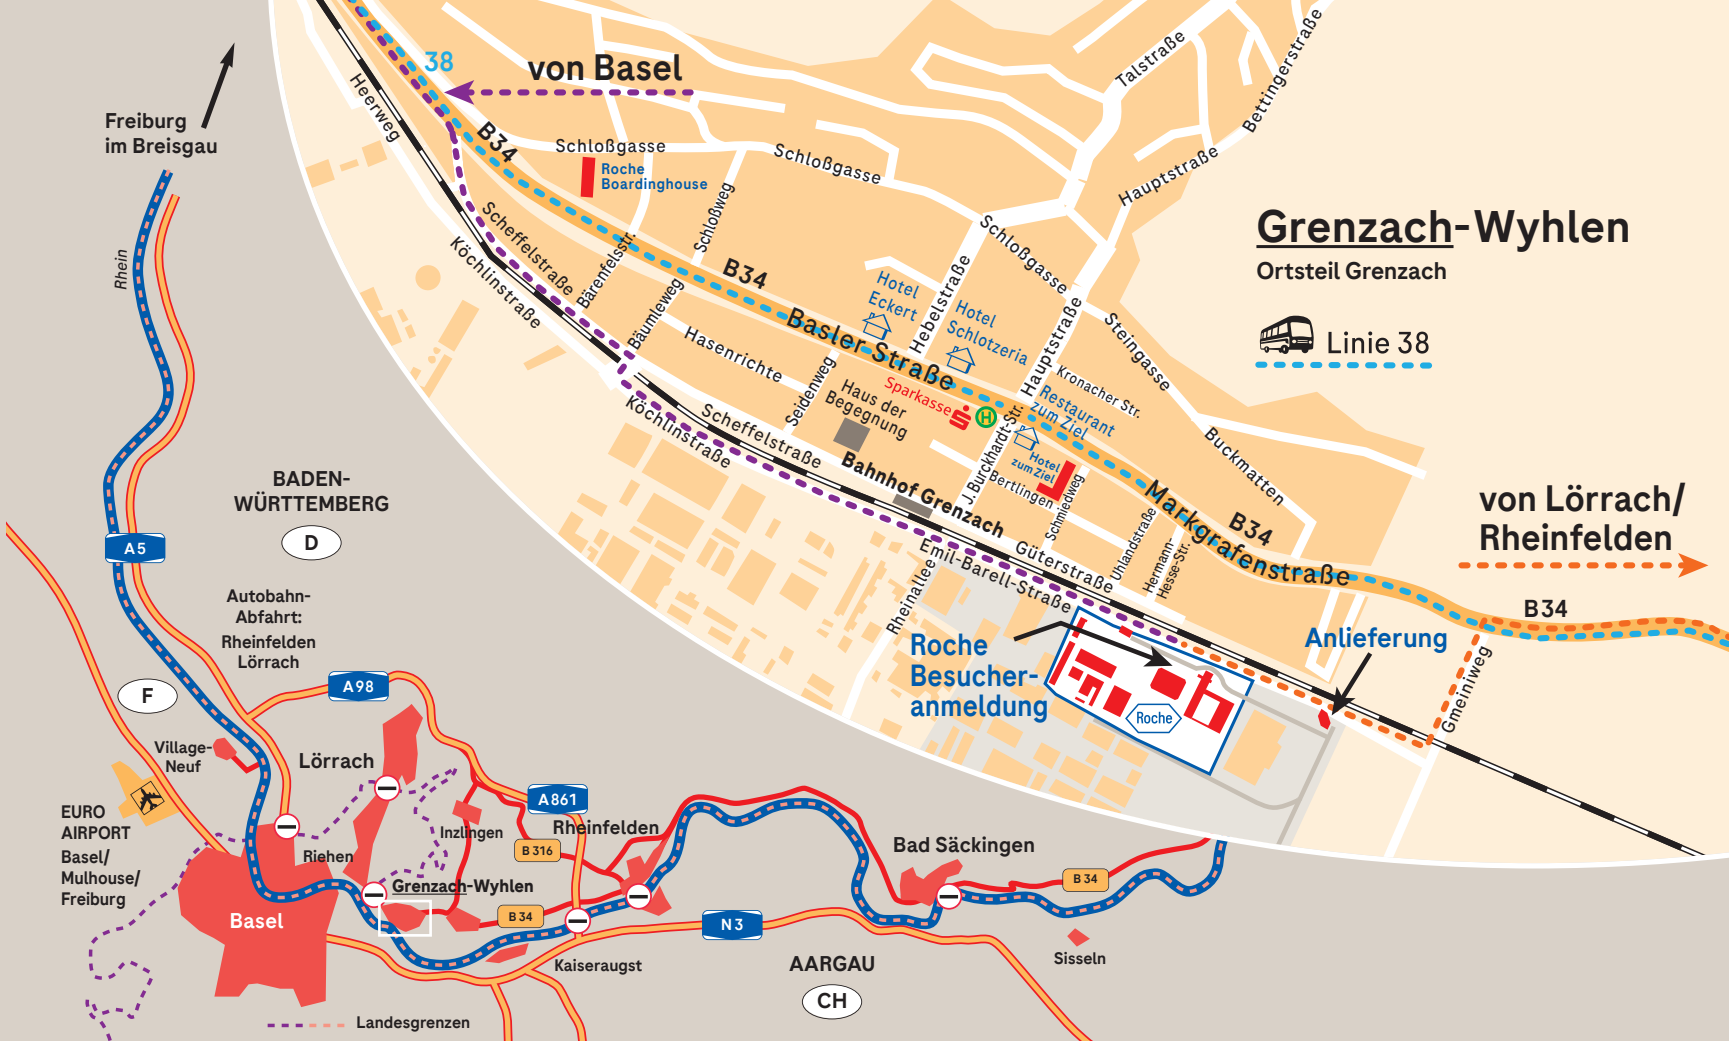 38
von Basel
Heerweg
B34
Schloßgasse
Roche
Boardinghouse
Schloßgasse
Talstraße
Bettingerstraße
Hauptstraße
Freiburg
im Breisgau
Rhein
Scheffelstraße
Köchlinstraße
Bärenfelsstr.
Schloßweg
Bäumleweg
B34
Hasenrichte
Seidenweg
Basler Straße
Hotel
Eckert
Hebelstraße
Hotel
Schlotzeria
Schloßgasse
Hauptstraße
Steingasse
Kronacher Str.
Buckmatten
Grenzach-Wyhlen
Ortsteil Grenzach
Linie 38
Haus der
Begegnung
Sparkasse
H
Restaurant
zum Ziel
Hotel
zum Ziel
J.Burckhardt-Str.
Bertlingen
Schmiedweg
Köchlinstraße
Scheffelstraße
Bahnhof Grenzach
Güterstraße
Emil-Barell-Straße
Rheinallee
Uhlandstraße
Hermann-
Hesse-Str.
Markgrafenstraße
B34
von Lörrach/
Rheinfelden
B34
Gmeiniweg
Anlieferung
Roche
Besucher-
anmeldung
Roche
BADEN-
WÜRTTEMBERG
D
A5
Autobahn-
Abfahrt:
Rheinfelden
Lörrach
A98
F
Village-
Neuf
Lörrach
EURO
AIRPORT
Basel/
Mulhouse/
Freiburg
A861
Inzlingen
Rheinfelden
B 316
Riehen
Grenzach-Wyhlen
B 34
Basel
Bad Säckingen
B 34
N3
Kaiseraugst
Sisseln
AARGAU
CH
Landesgrenzen